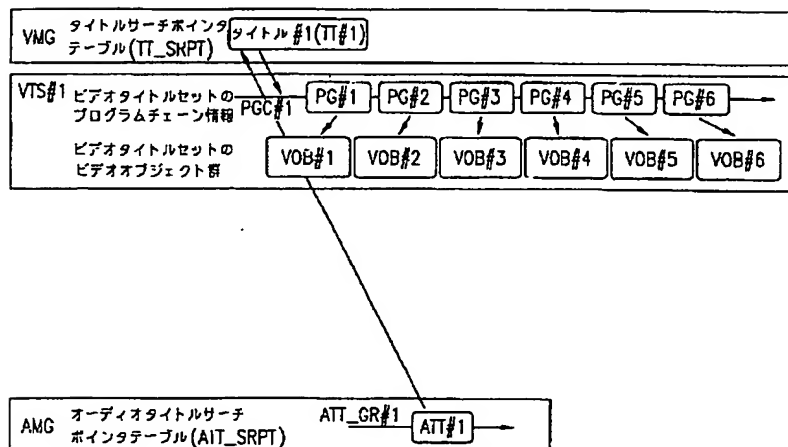 VMG タイトルサーチポインタ
テーブル(TT_SRPT)
タイトル#1(TT#1)
VTS#1 ビデオタイトルセットの
プログラムチェーン情報
PGC#1
PG#1 PG#2 PG#3 PG#4 PG#5 PG#6
ビデオタイトルセットの
ビデオオブジェクト群
VOB#1 VOB#2 VOB#3 VOB#4 VOB#5 VOB#6
AMG オーディオタイトルサーチ
ポインタテーブル(AIT_SRPT)
ATT_GR#1
ATT#1